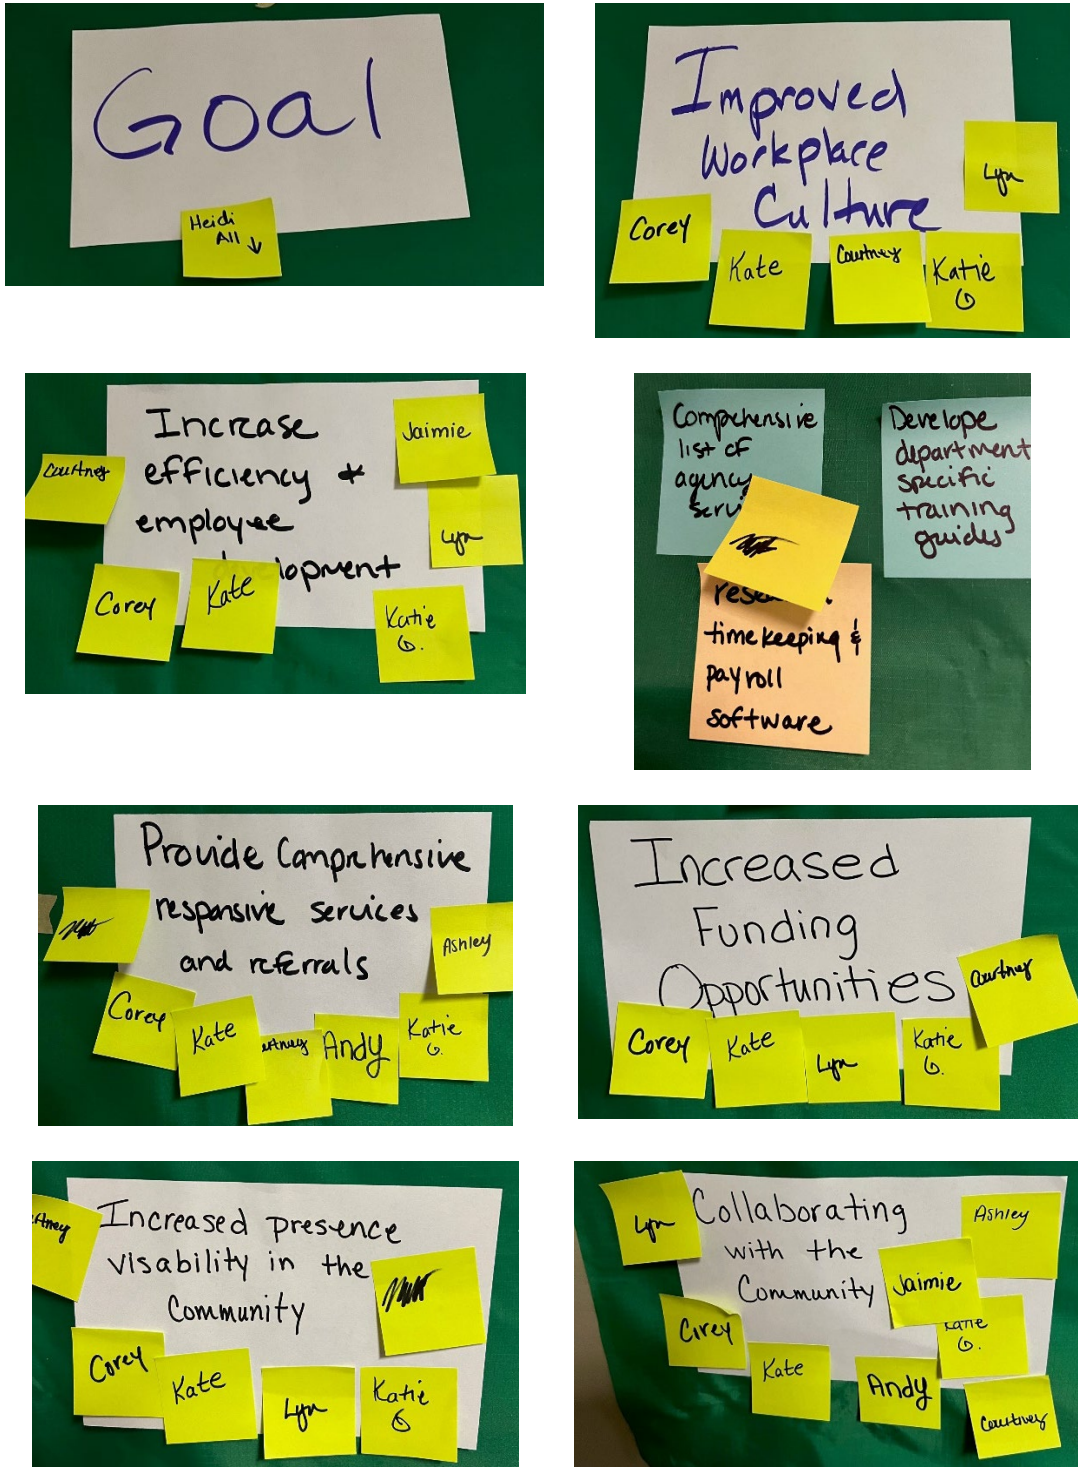 Goal
Heidi
All ↓
Improved
Workplace
Culture
Lyn
Corey
Kate
Courtney
Katie
G
Increase
efficiency &
employee
development
Jaimie
Courtney
Lyn
Corey
Kate
Katie
G.
Comprehensive
list of
agency
Develope
department
specific
training
guides
timekeeping &
payroll
software
Provide Comprehensive
responsive services
and referrals
Ashley
Corey
Kate
Andy
Katie
G.
Increased
Funding
Opportunities
Courtney
Corey
Kate
Lyn
Katie
G.
Increased presence
visability in the
Community
Corey
Kate
Lyn
Katie
G
Collaborating
with the
Community
Lyn
Ashley
Jaimie
Corey
Katie
G.
Kate
Andy
Courtney